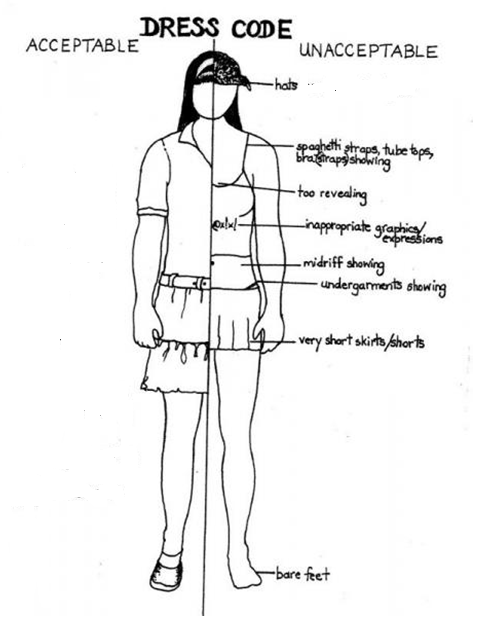 DRESS CODE
ACCEPTABLE
UNACCEPTABLE
hats
spaghetti straps, tube tops,
bra(straps) showing
too revealing
@x!*!
inappropriate graphics/
expressions
midriff showing
undergarments showing
very short skirts/shorts
bare feet